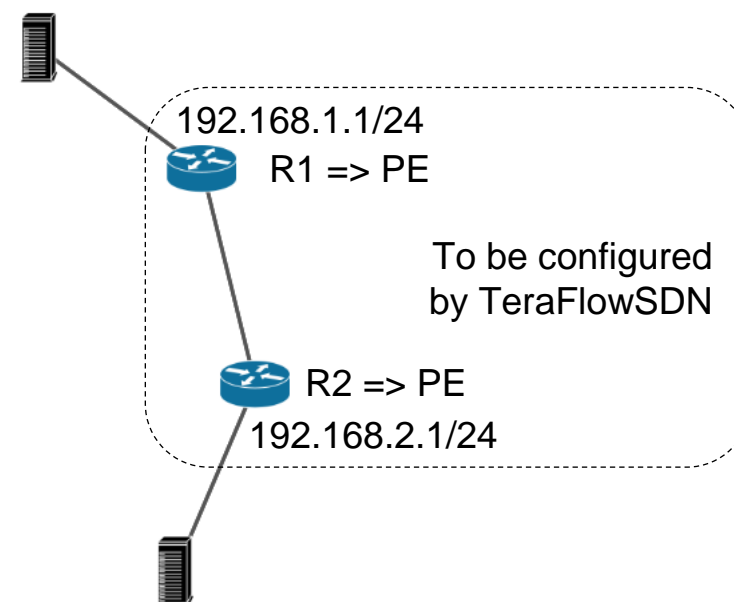 192.168.1.1/24
R1 => PE
To be configured
by TeraFlowSDN
R2 => PE
192.168.2.1/24